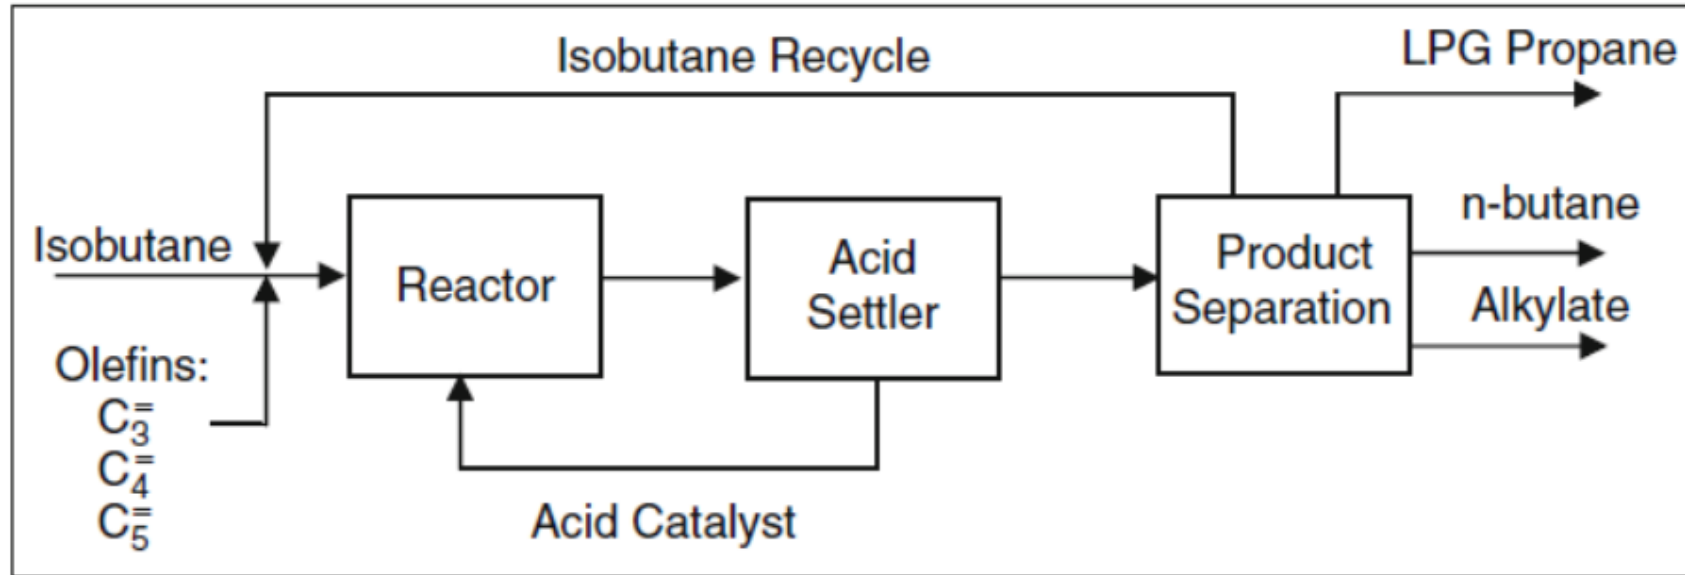 Isobutane Recycle
LPG Propane
Isobutane
Reactor
Acid
Settler
Product
Separation
n-butane
Alkylate
Olefins:
C₃⁼
C₄⁼
C₅⁼
Acid Catalyst